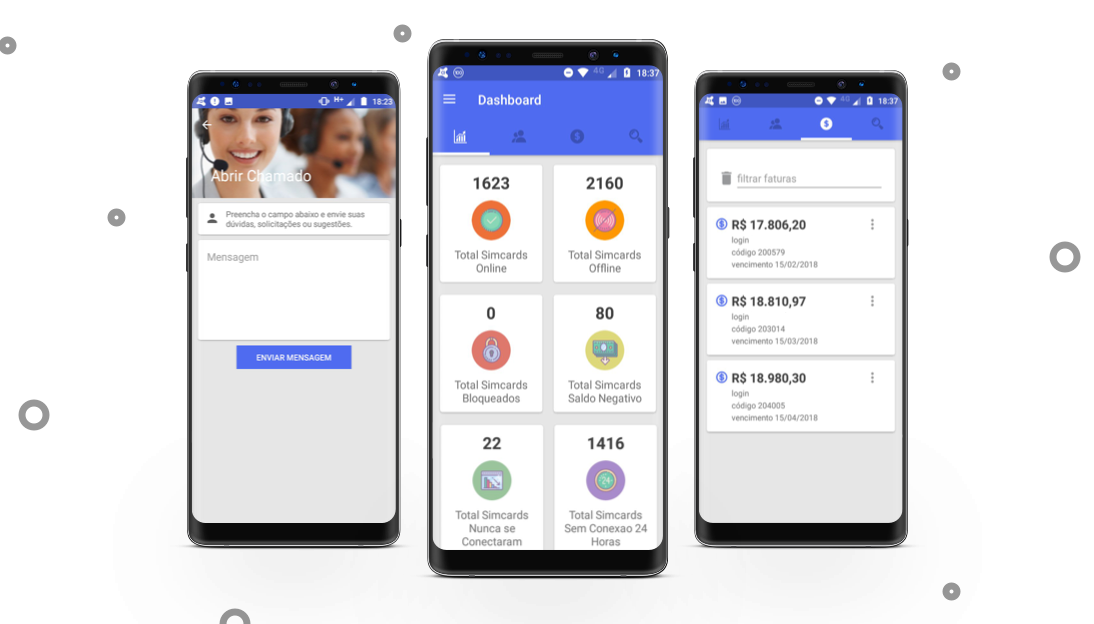 18:23
Abrir Chamado
Preencha o campo abaixo e envie suas
dúvidas, solicitações ou sugestões.
Mensagem
ENVIAR MENSAGEM
4G 18:37
Dashboard
1623
Total Simcards
Online
2160
Total Simcards
Offline
0
Total Simcards
Bloqueados
80
Total Simcards
Saldo Negativo
22
Total Simcards
Nunca se
Conectaram
24
1416
Total Simcards
Sem Conexao 24
Horas
4G 18:37
filtrar faturas
R$ 17.806,20
login
código 200579
vencimento 15/02/2018
R$ 18.810,97
login
código 203014
vencimento 15/03/2018
R$ 18.980,30
login
código 204005
vencimento 15/04/2018